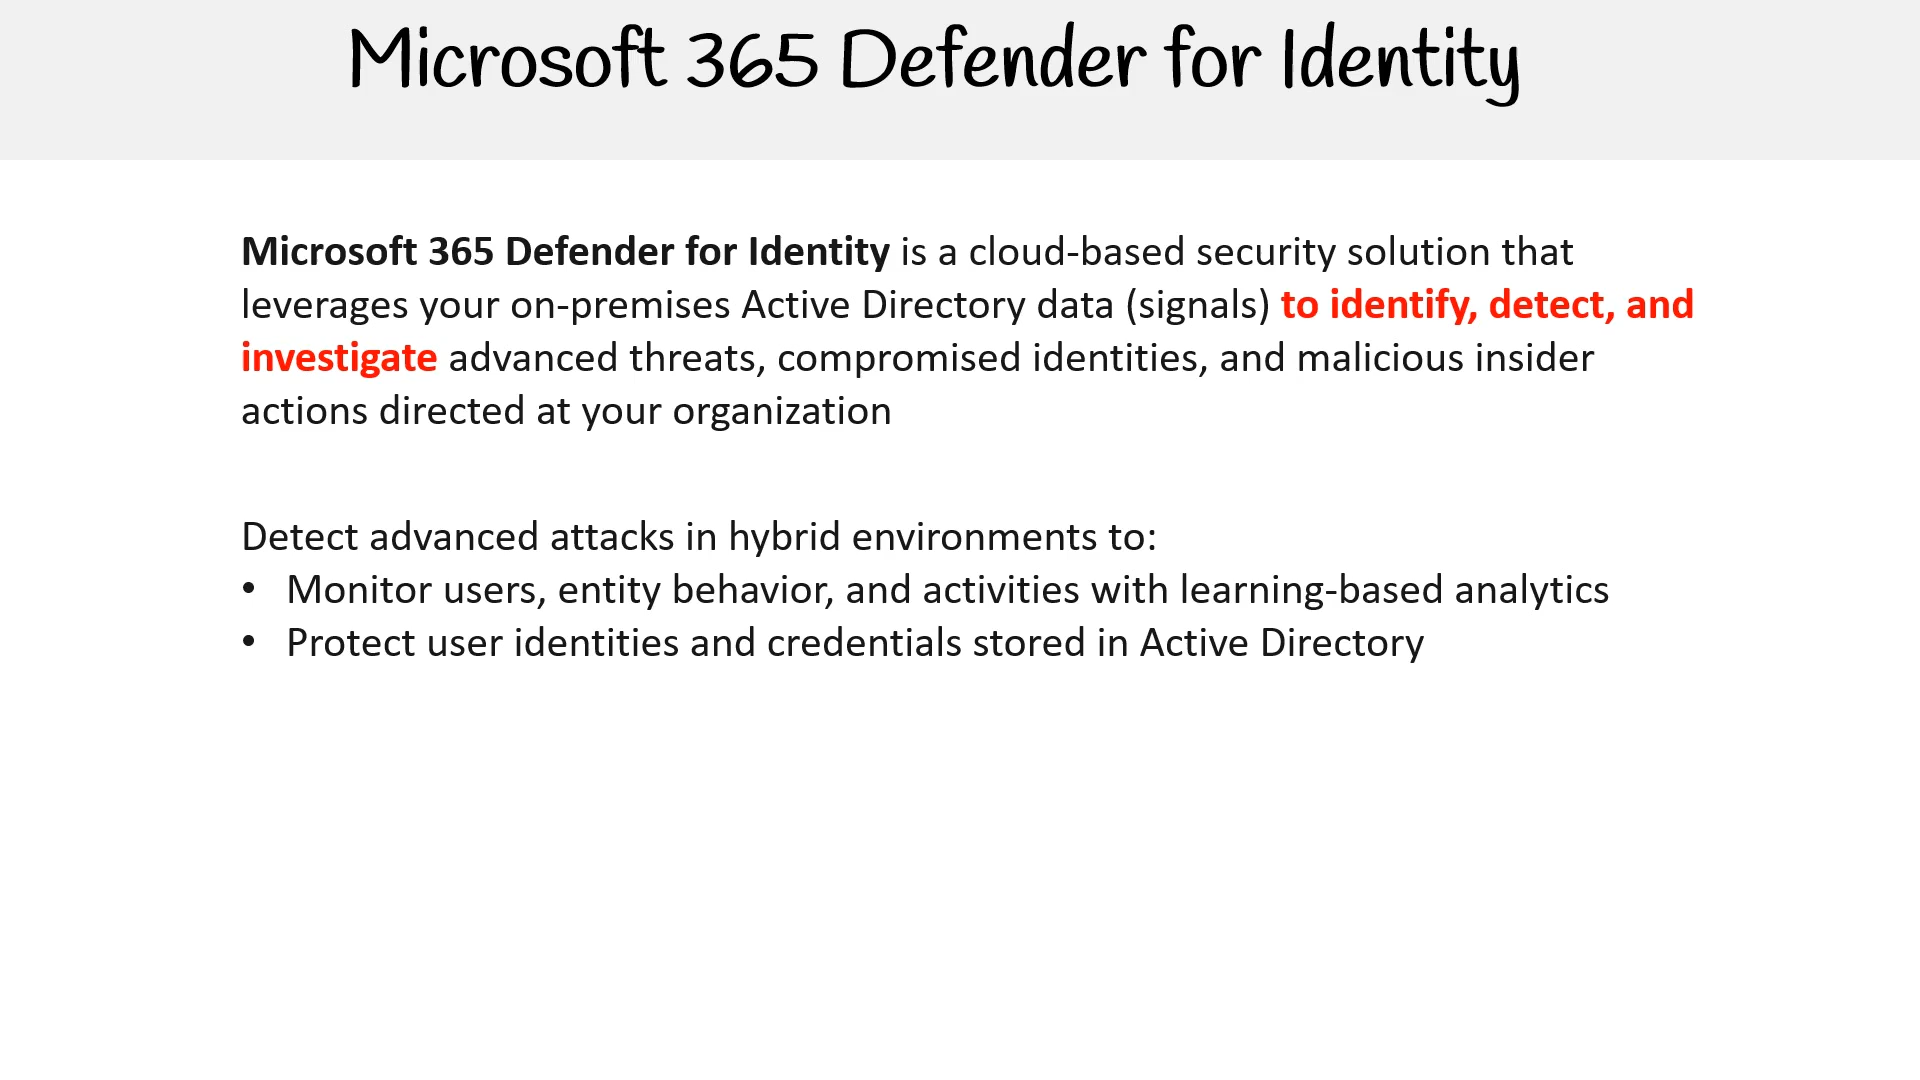 Microsoft 365 Defender for Identity
Microsoft 365 Defender for Identity is a cloud-based security solution that
leverages your on-premises Active Directory data (signals) to identify, detect, and
investigate advanced threats, compromised identities, and malicious insider
actions directed at your organization
Detect advanced attacks in hybrid environments to:
• Monitor users, entity behavior, and activities with learning-based analytics
• Protect user identities and credentials stored in Active Directory